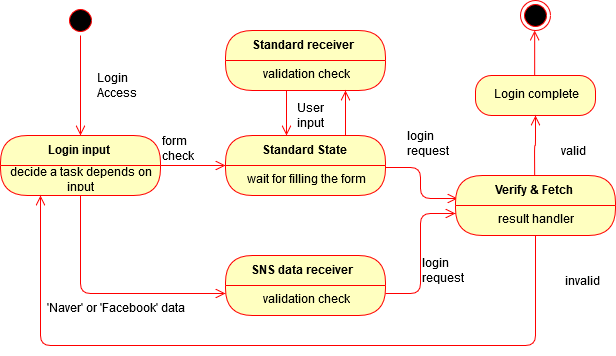 Login
Access
Standard receiver
validation check
User
input
Login complete
Login input
decide a task depends on
input
form
check
Standard State
wait for filling the form
login
request
valid
Verify & Fetch
result handler
SNS data receiver
validation check
login
request
invalid
'Naver' or 'Facebook' data